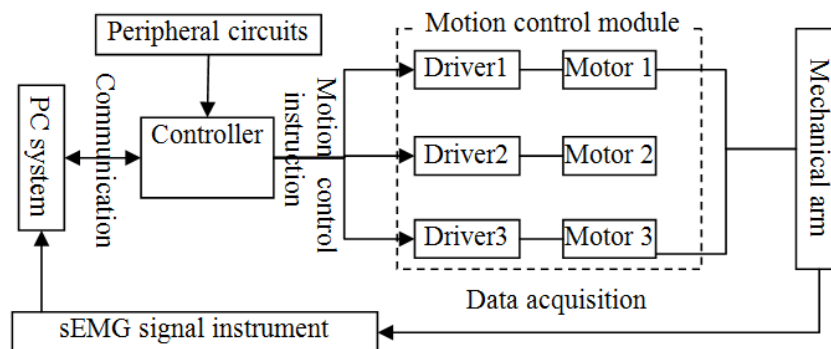 Peripheral circuits
Motion control module
Driver1
Motor 1
Mechanical arm
PC system
Communication
Controller
Motion control
instruction
Driver2
Motor 2
Driver3
Motor 3
Data acquisition
sEMG signal instrument